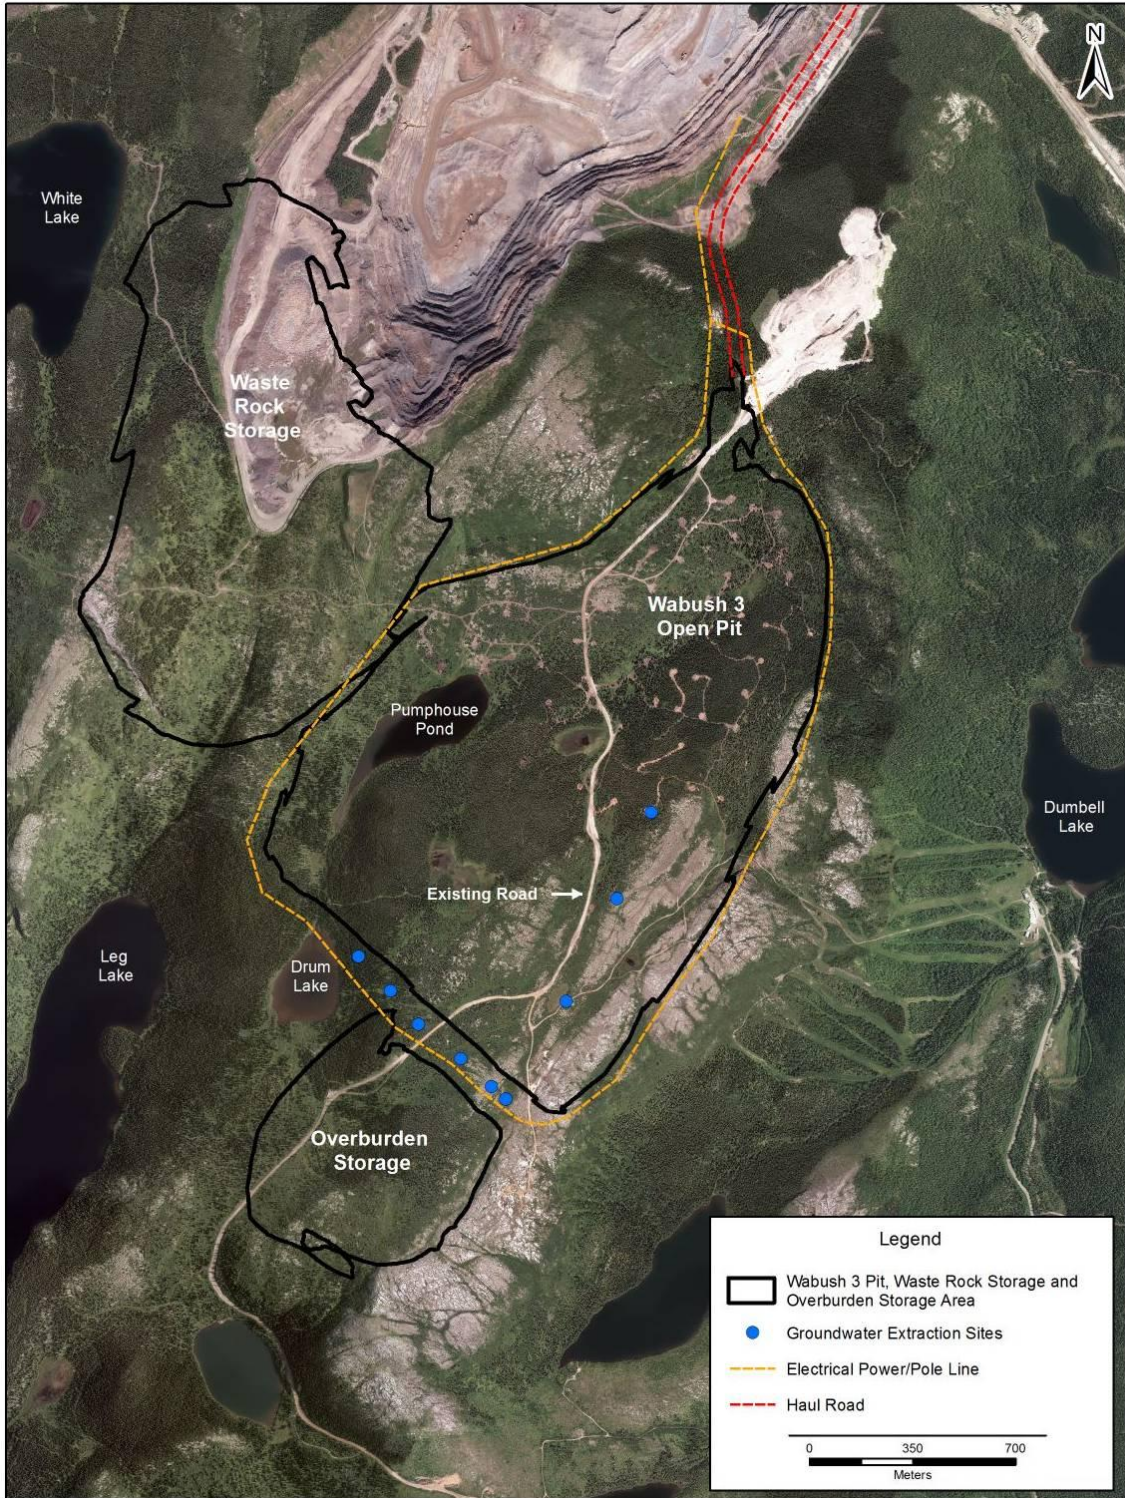 N
White
Lake
Waste
Rock
Storage
Wabush 3
Open Pit
Pumphouse
Pond
Dumbell
Lake
Existing Road
Leg
Lake
Drum
Lake
Overburden
Storage
Legend
Wabush 3 Pit, Waste Rock Storage and
Overburden Storage Area
Groundwater Extraction Sites
Electrical Power/Pole Line
Haul Road
0 350 700
Meters